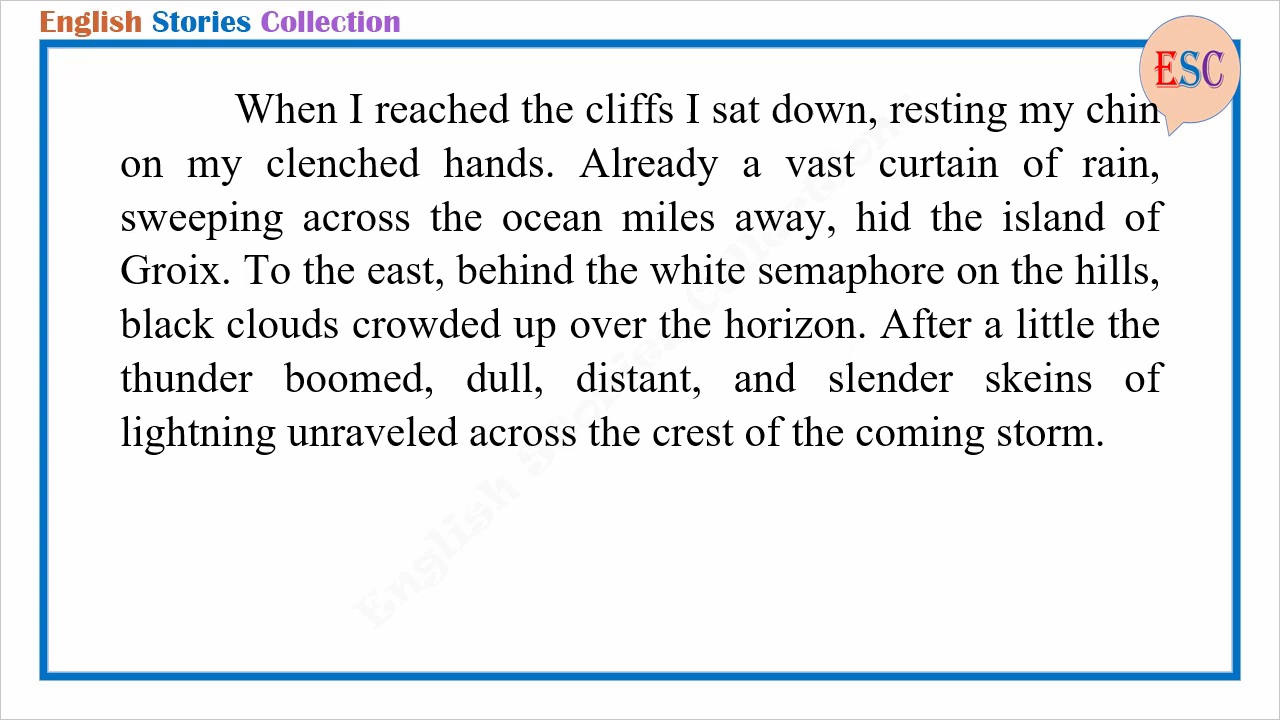 English Stories Collection
ESC
When I reached the cliffs I sat down, resting my chin
on my clenched hands. Already a vast curtain of rain,
sweeping across the ocean miles away, hid the island of
Groix. To the east, behind the white semaphore on the hills,
black clouds crowded up over the horizon. After a little the
thunder boomed, dull, distant, and slender skeins of
lightning unraveled across the crest of the coming storm.
English Stories Collection